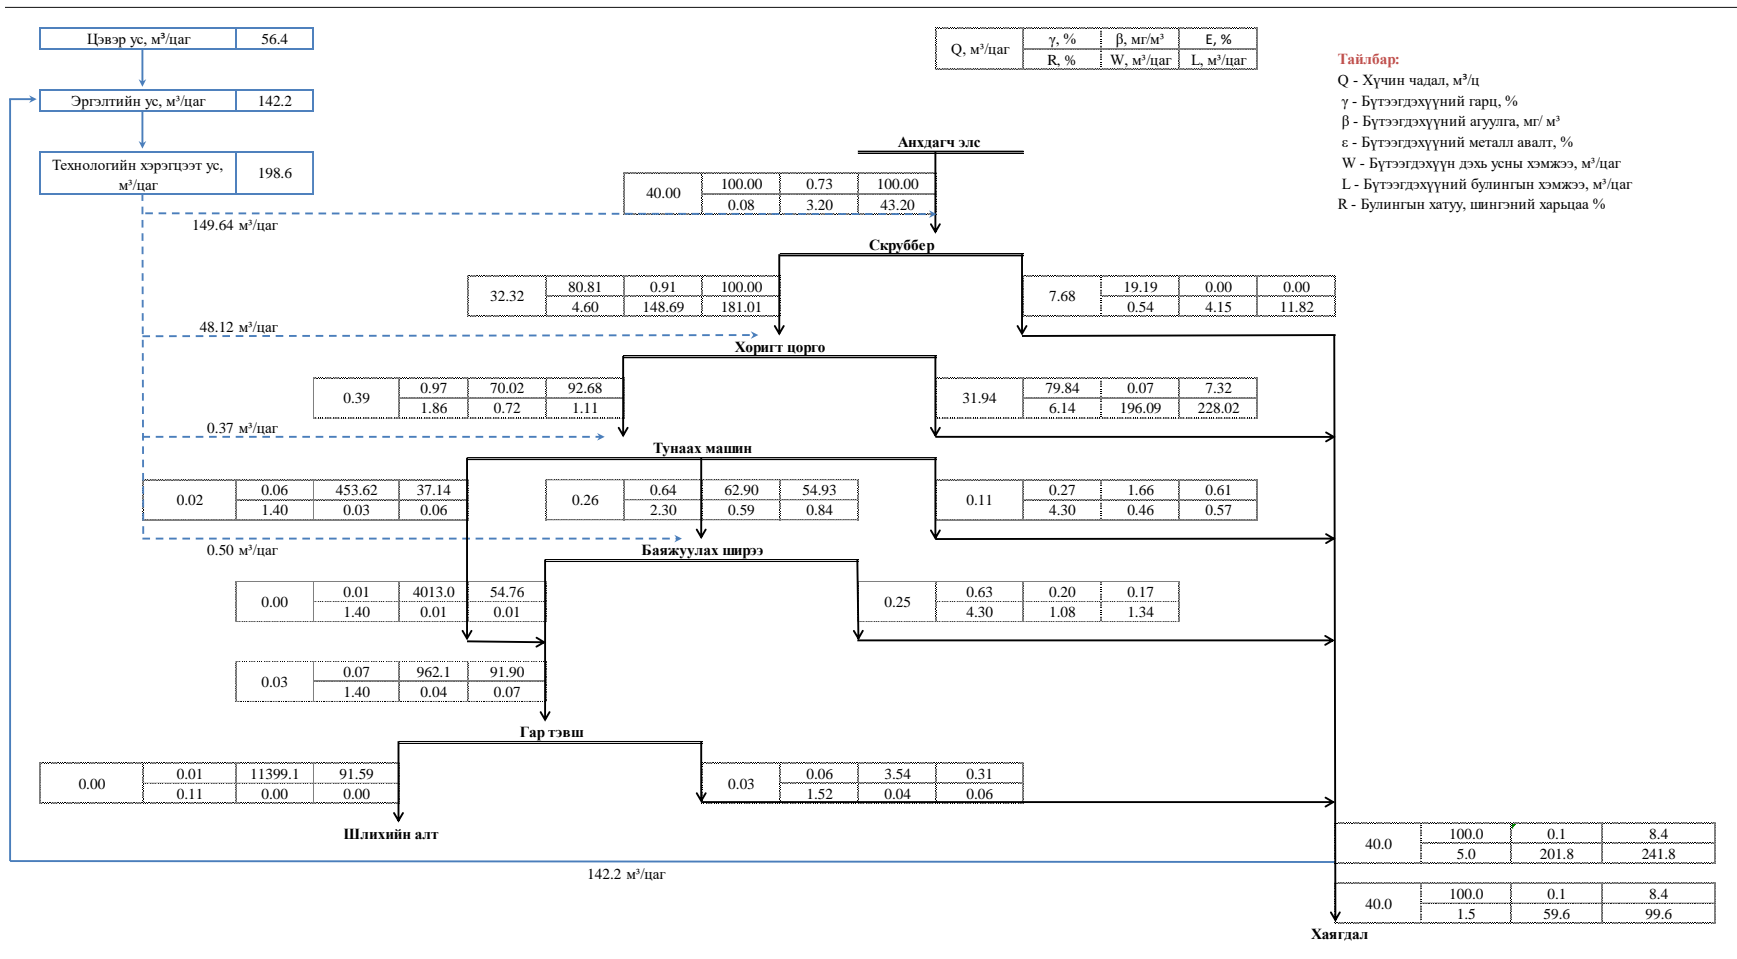 Цэвэр ус, м³/цаг 56.4
Эргэлтийн ус, м³/цаг 142.2
Технологийн хэрэгцээт ус, м³/цаг 198.6
Q, м³/цаг γ, % β, мг/м³ E, %
R, % W, м³/цаг L, м³/цаг
Тайлбар:
Q - Хүчин чадал, м³/ц
γ - Бүтээгдэхүүний гарц, %
β - Бүтээгдэхүүний агуулга, мг/ м³
ε - Бүтээгдэхүүний металл авалт, %
W - Бүтээгдэхүүн дэхь усны хэмжээ, м³/цаг
L - Бүтээгдэхүүний булингын хэмжээ, м³/цаг
R - Булингын хатуу, шингэний харьцаа %
Анхдагч элс
40.00 100.00 0.73 100.00
0.08 3.20 43.20
149.64 м³/цаг
Скруббер
32.32 80.81 0.91 100.00
4.60 148.69 181.01
7.68 19.19 0.00 0.00
0.54 4.15 11.82
48.12 м³/цаг
Хоригт цорго
0.39 0.97 70.02 92.68
1.86 0.72 1.11
31.94 79.84 0.07 7.32
6.14 196.09 228.02
0.37 м³/цаг
Тунаах машин
0.02 0.06 453.62 37.14
1.40 0.03 0.06
0.26 0.64 62.90 54.93
2.30 0.59 0.84
0.11 0.27 1.66 0.61
4.30 0.46 0.57
0.50 м³/цаг
Баяжуулах ширээ
0.00 0.01 4013.0 54.76
1.40 0.01 0.01
0.25 0.63 0.20 0.17
4.30 1.08 1.34
0.03 0.07 962.1 91.90
1.40 0.04 0.07
Гар тэвш
0.00 0.01 11399.1 91.59
0.11 0.00 0.00
0.03 0.06 3.54 0.31
1.52 0.04 0.06
Шлихийн алт
40.0 100.0 0.1 8.4
5.0 201.8 241.8
142.2 м³/цаг
40.0 100.0 0.1 8.4
1.5 59.6 99.6
Хаягдал